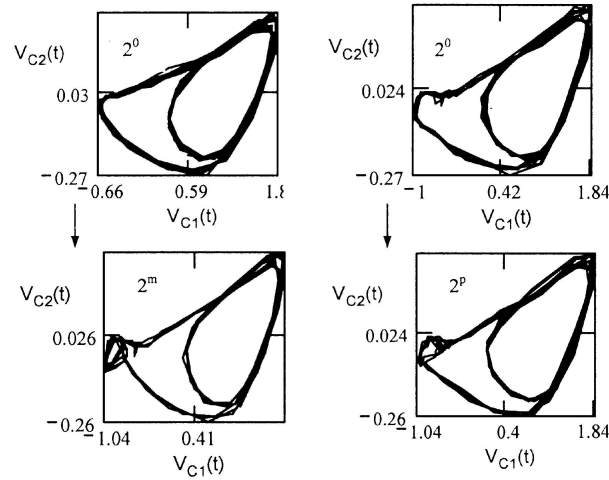 V_C2(t)
2^0
0.03
−0.27
−0.66 0.59 1.8
V_C1(t)
V_C2(t)
2^0
0.024
−0.27
−1 0.42 1.84
V_C1(t)
V_C2(t)
2^m
0.026
−0.26
−1.04 0.41
V_C1(t)
V_C2(t)
2^p
0.024
−0.26
−1.04 0.4 1.84
V_C1(t)